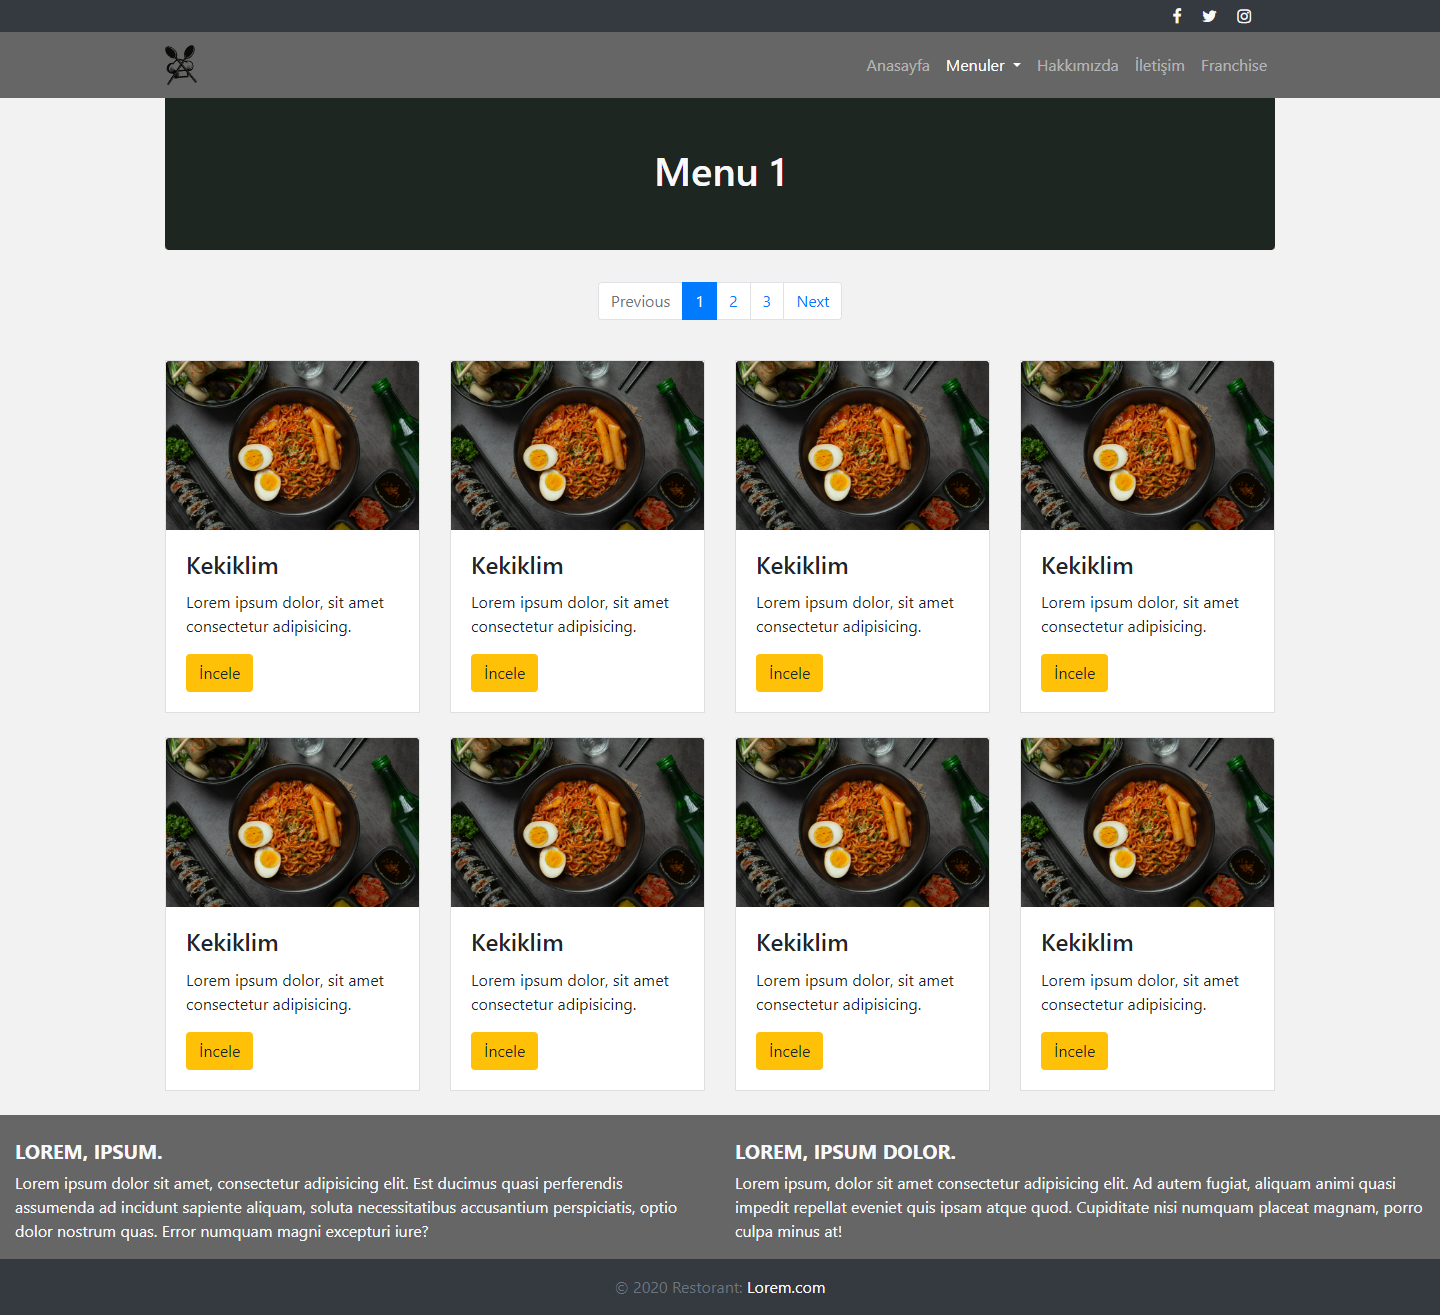 Anasayfa Menuler Hakkımızda İletişim Franchise
Menu 1
Previous 1 2 3 Next
Kekiklim
Lorem ipsum dolor, sit amet
consectetur adipisicing.
İncele
Kekiklim
Lorem ipsum dolor, sit amet
consectetur adipisicing.
İncele
Kekiklim
Lorem ipsum dolor, sit amet
consectetur adipisicing.
İncele
Kekiklim
Lorem ipsum dolor, sit amet
consectetur adipisicing.
İncele
Kekiklim
Lorem ipsum dolor, sit amet
consectetur adipisicing.
İncele
Kekiklim
Lorem ipsum dolor, sit amet
consectetur adipisicing.
İncele
Kekiklim
Lorem ipsum dolor, sit amet
consectetur adipisicing.
İncele
Kekiklim
Lorem ipsum dolor, sit amet
consectetur adipisicing.
İncele
LOREM, IPSUM.
Lorem ipsum dolor sit amet, consectetur adipisicing elit. Est ducimus quasi perferendis
assumenda ad incidunt sapiente aliquam, soluta necessitatibus accusantium perspiciatis, optio
dolor nostrum quas. Error numquam magni excepturi iure?
LOREM, IPSUM DOLOR.
Lorem ipsum, dolor sit amet consectetur adipisicing elit. Ad autem fugiat, aliquam animi quasi
impedit repellat eveniet quis ipsam atque quod. Cupiditate nisi numquam placeat magnam, porro
culpa minus at!
© 2020 Restorant: Lorem.com